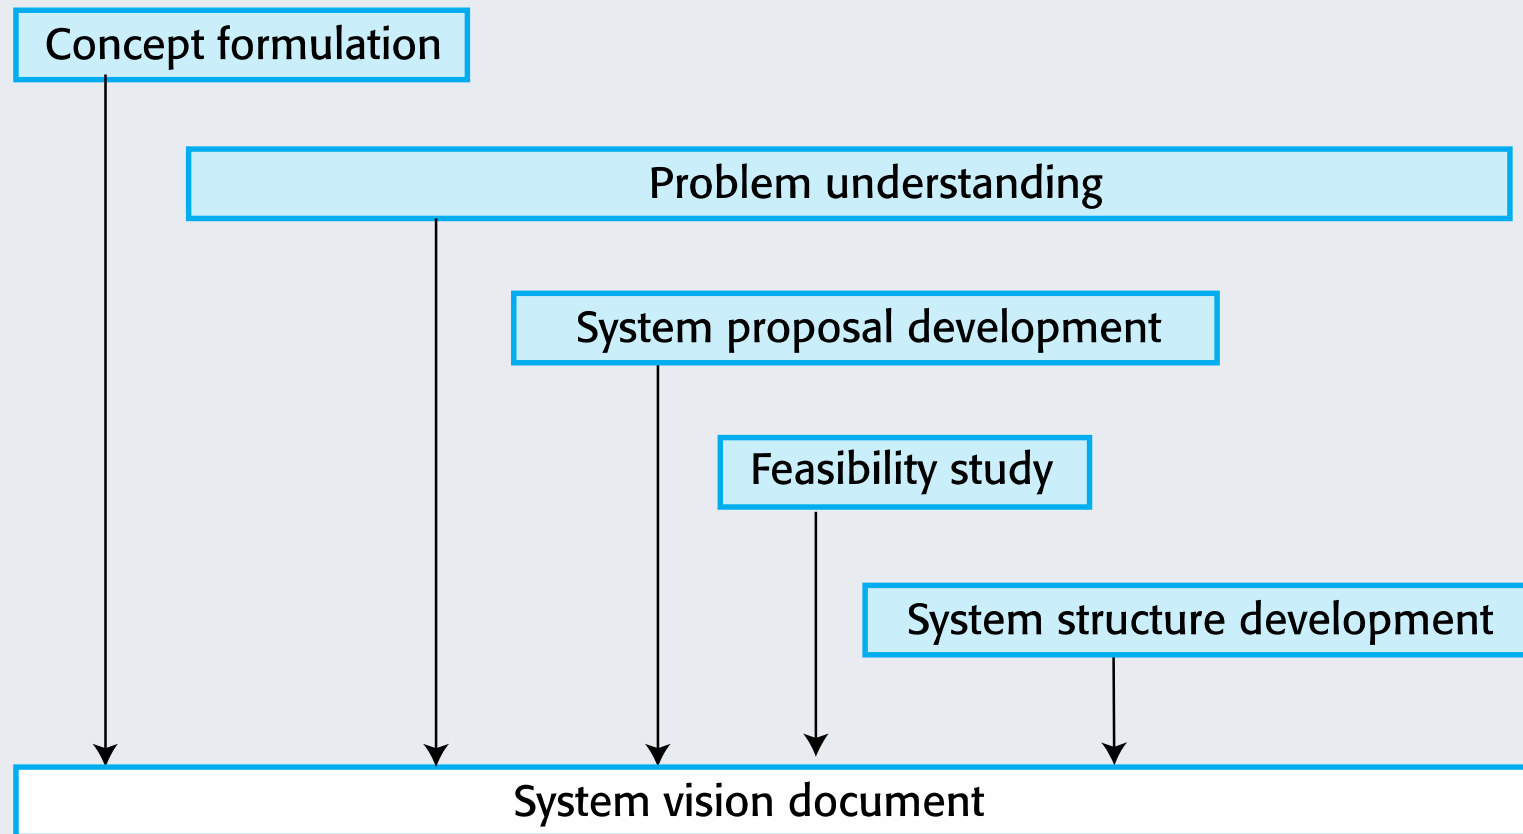 Concept formulation
Problem understanding
System proposal development
Feasibility study
System structure development
System vision document